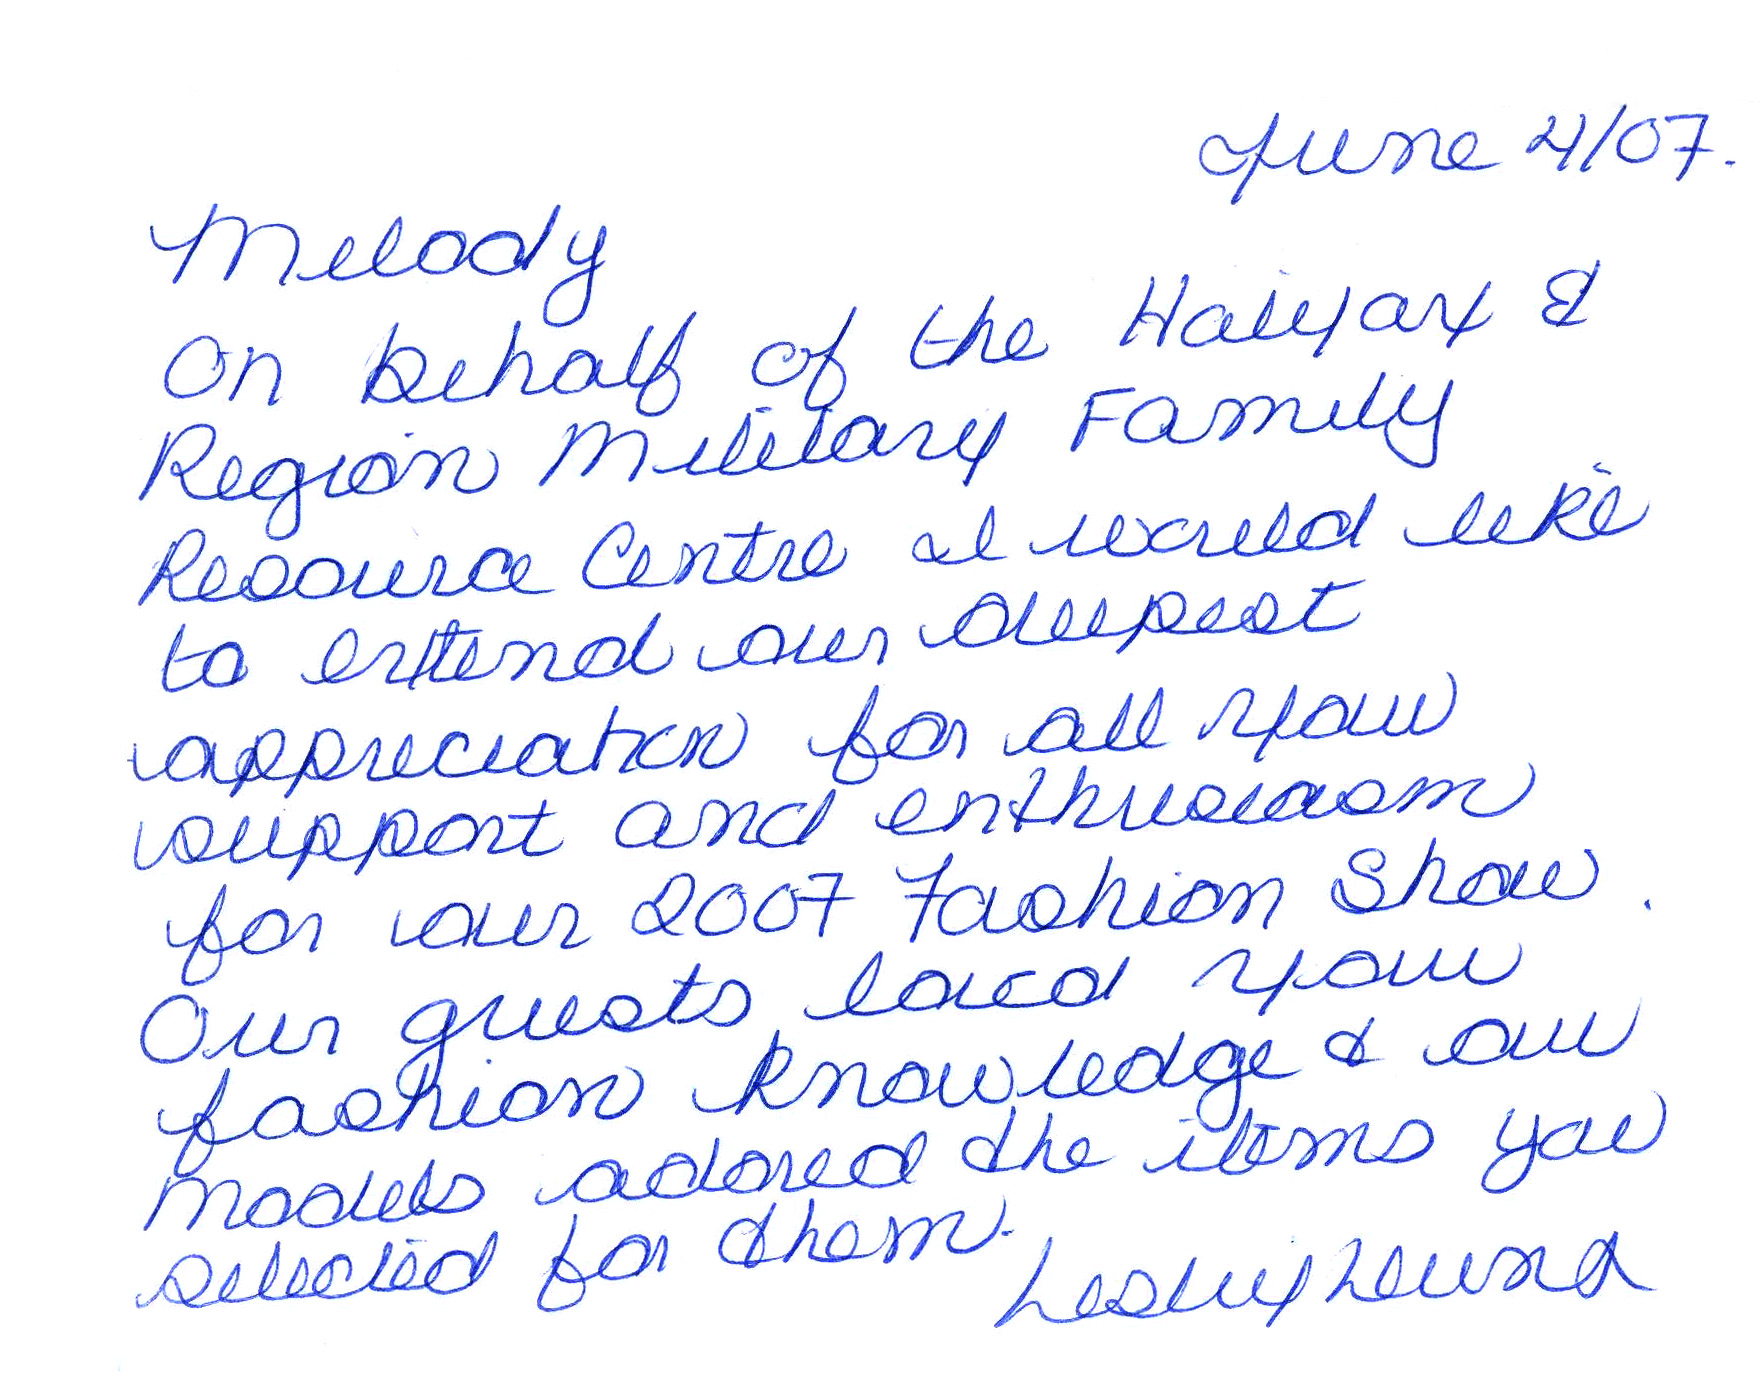 June 4/07.
Melody
On behalf of the Halifax &
Region Military Family
Resource Centre I would like
to extend our deepest
appreciation for all your
support and enthusiasm
for our 2007 Fashion Show.
Our guests loved your
fashion knowledge & our
models adored the items you
selected for them.
Leslie